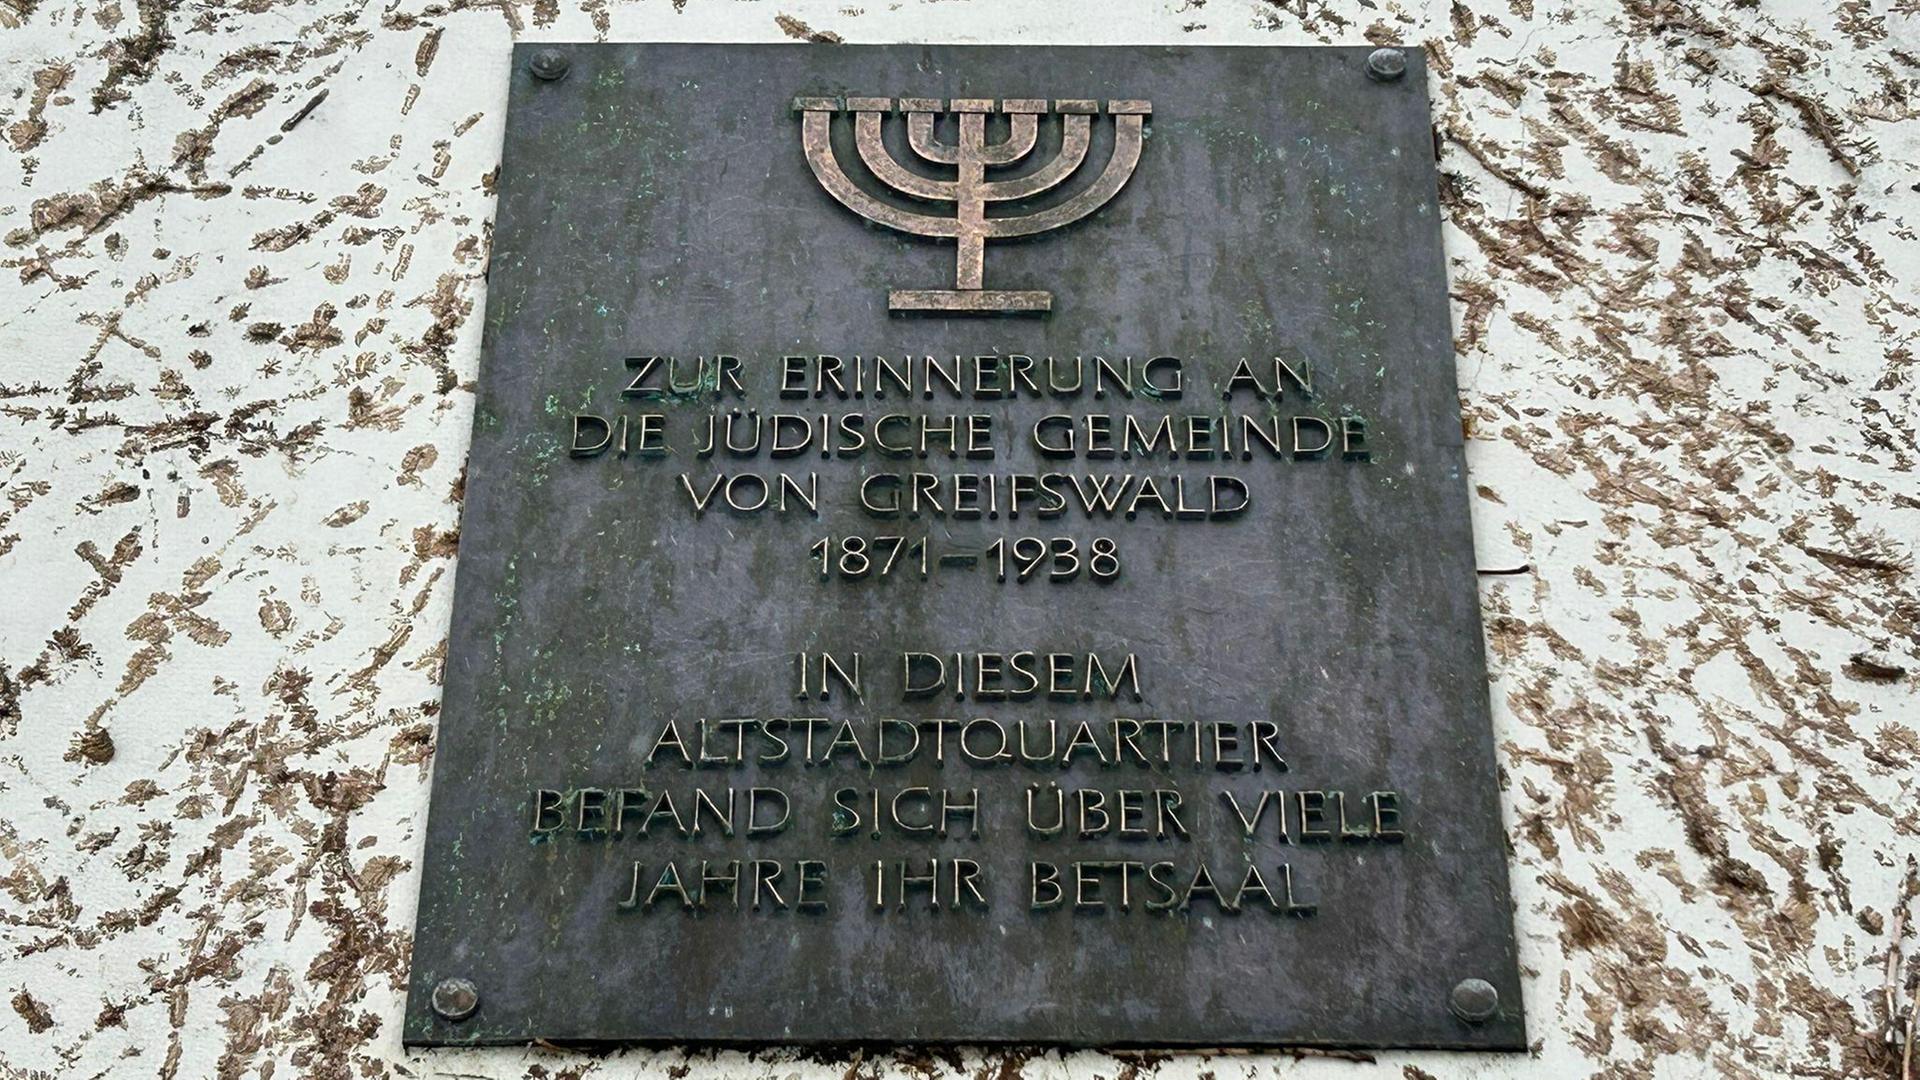 ZUR ERINNERUNG AN
DIE JÜDISCHE GEMEINDE
VON GREIFSWALD
1871–1938
IN DIESEM
ALTSTADTQUARTIER
BEFAND SICH ÜBER VIELE
JAHRE IHR BETSAAL